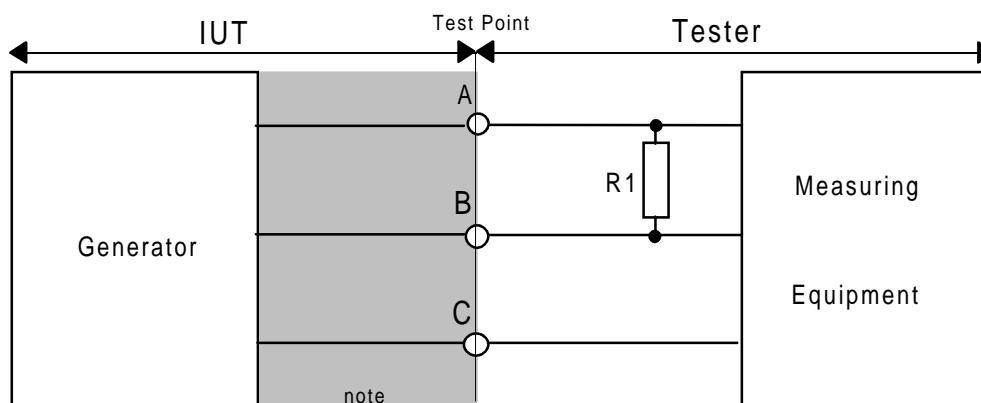 IUT
Test Point
Tester
A
R1
Measuring
B
Generator
Equipment
C
note